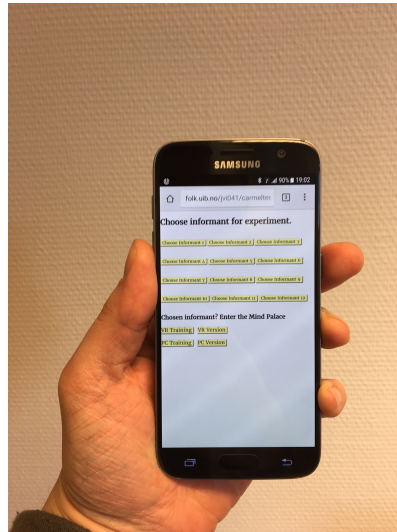 SAMSUNG
90% 19:02
folk.uib.no/jvi041/carmelter
Choose informant for experiment.
Choose Informant 1 Choose Informant 2 Choose Informant 3
Choose Informant 4 Choose Informant 5 Choose Informant 6
Choose Informant 7 Choose Informant 8 Choose Informant 9
Choose Informant 10 Choose Informant 11 Choose Informant 12
Chosen informant? Enter the Mind Palace
VR Training VR Version
PC Training PC Version